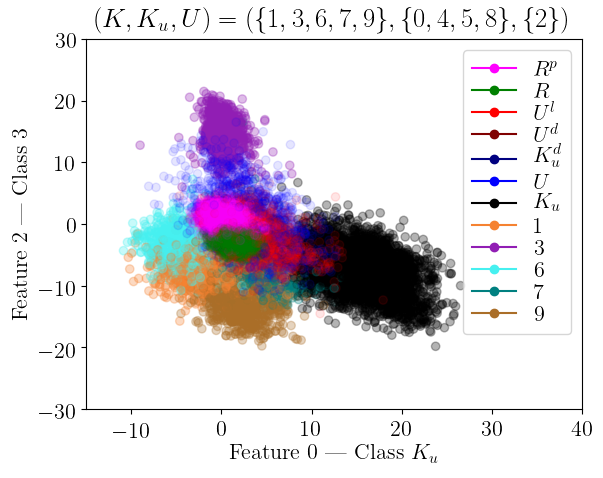 (K, K_u, U) = ({1, 3, 6, 7, 9}, {0, 4, 5, 8}, {2})
30
20
10
0
−10
−20
−30
Feature 2 — Class 3
R^p
R
U^l
U^d
K_u^d
U
K_u
1
3
6
7
9
−10
0
10
20
30
40
Feature 0 — Class K_u